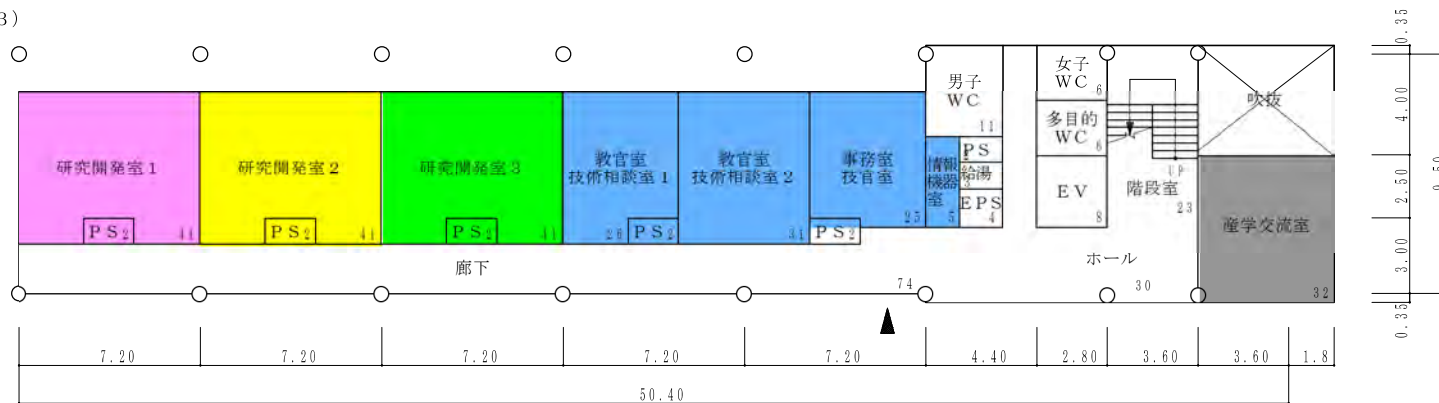 3)
研究開発室１
ＰＳ2
41
研究開発室２
ＰＳ2
41
研究開発室３
ＰＳ2
41
教官室
技術相談室１
26
ＰＳ2
教官室
技術相談室２
31
事務室
技官室
25
ＰＳ2
情報
機器
室
5
男子
ＷＣ
11
ＰＳ
給湯
ＥＰＳ
4
女子
ＷＣ
6
多目的
ＷＣ
6
ＥＶ
8
階段室
23
UP
吹抜
産学交流室
32
廊下
74
ホール
30
0.35
4.00
2.50
3.00
0.35
7.20
7.20
7.20
7.20
7.20
4.40
2.80
3.60
3.60
1.8
50.40